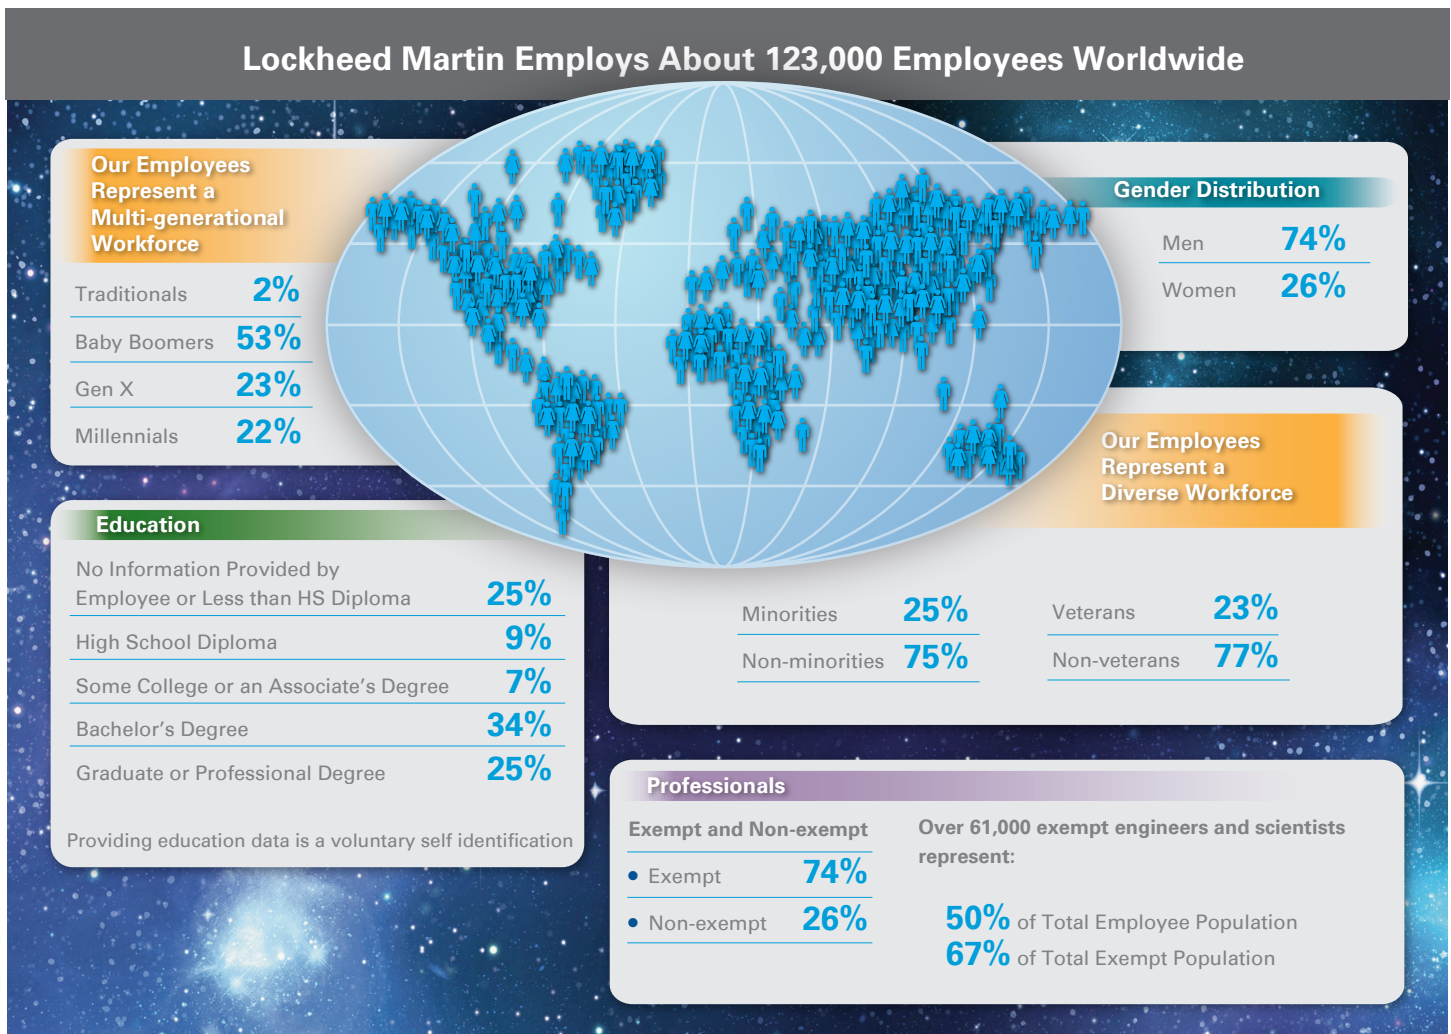 Lockheed Martin Employs About 123,000 Employees Worldwide
Our Employees
Represent a
Multi-generational
Workforce
Traditionals 2%
Baby Boomers 53%
Gen X 23%
Millennials 22%
Gender Distribution
Men 74%
Women 26%
Education
No Information Provided by
Employee or Less than HS Diploma 25%
High School Diploma 9%
Some College or an Associate's Degree 7%
Bachelor's Degree 34%
Graduate or Professional Degree 25%
Providing education data is a voluntary self identification
Our Employees
Represent a
Diverse Workforce
Minorities 25%
Non-minorities 75%
Veterans 23%
Non-veterans 77%
Professionals
Exempt and Non-exempt
• Exempt 74%
• Non-exempt 26%
Over 61,000 exempt engineers and scientists
represent:
50% of Total Employee Population
67% of Total Exempt Population